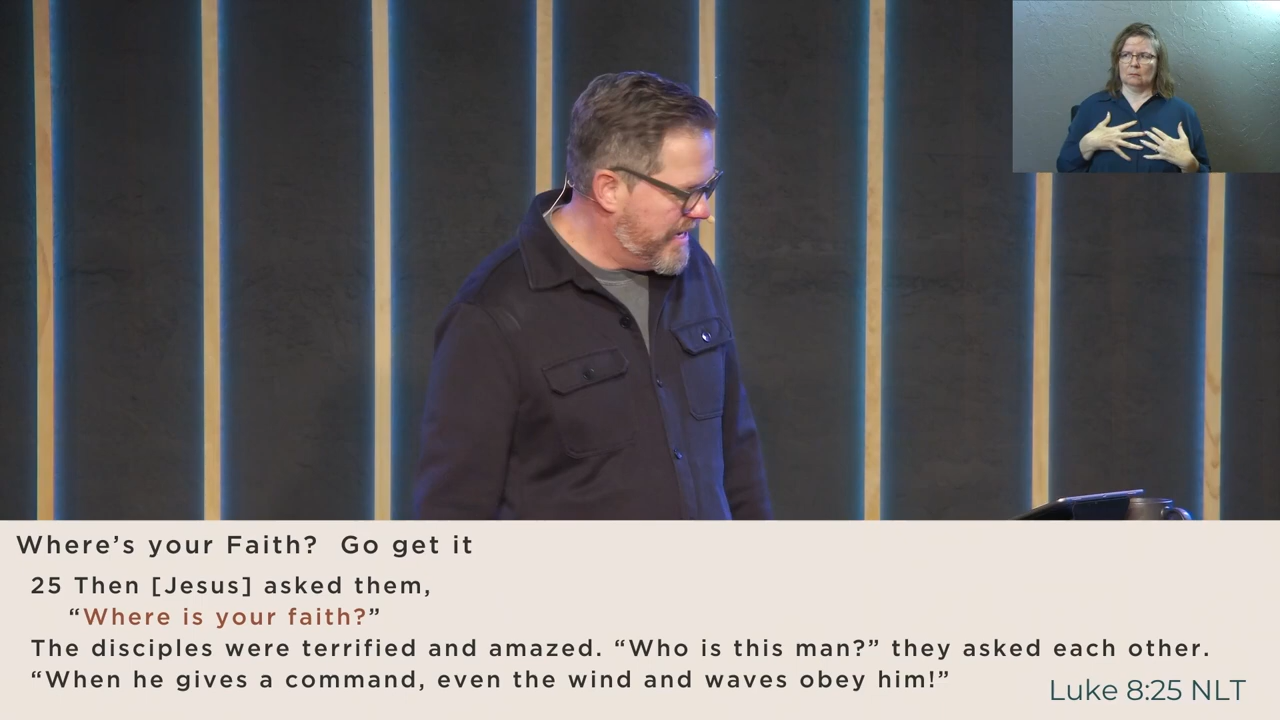 Where’s your Faith?  Go get it
25 Then [Jesus] asked them,
“Where is your faith?”
The disciples were terrified and amazed. “Who is this man?” they asked each other.
“When he gives a command, even the wind and waves obey him!”
Luke 8:25 NLT